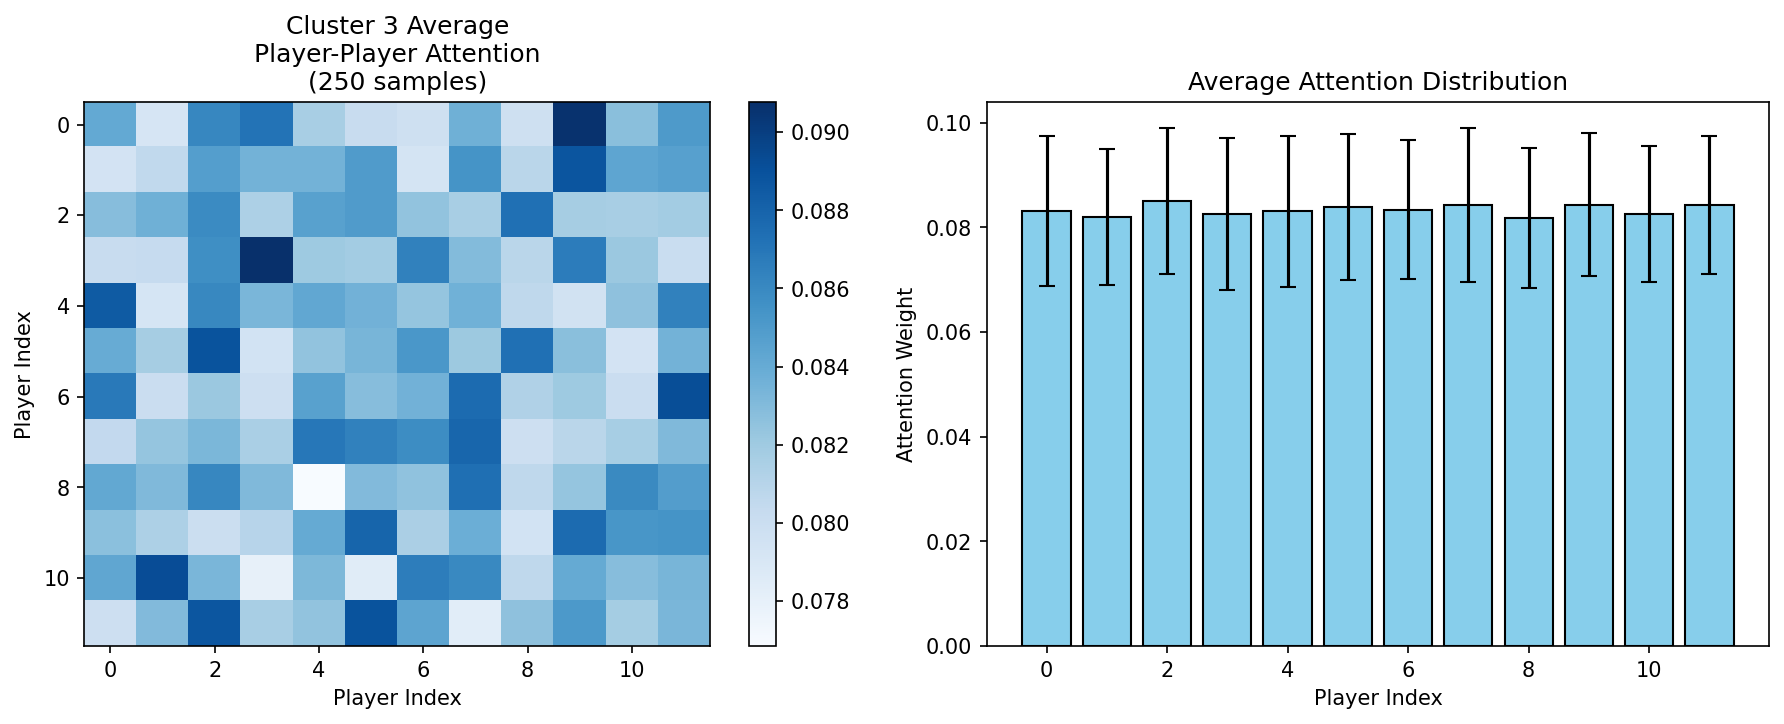 Cluster 3 Average
Player-Player Attention
(250 samples)
0
2
4
6
8
10
Player Index
0 2 4 6 8 10
Player Index
0.090
0.088
0.086
0.084
0.082
0.080
0.078
Average Attention Distribution
0.10
0.08
0.06
0.04
0.02
0.00
Attention Weight
0 2 4 6 8 10
Player Index